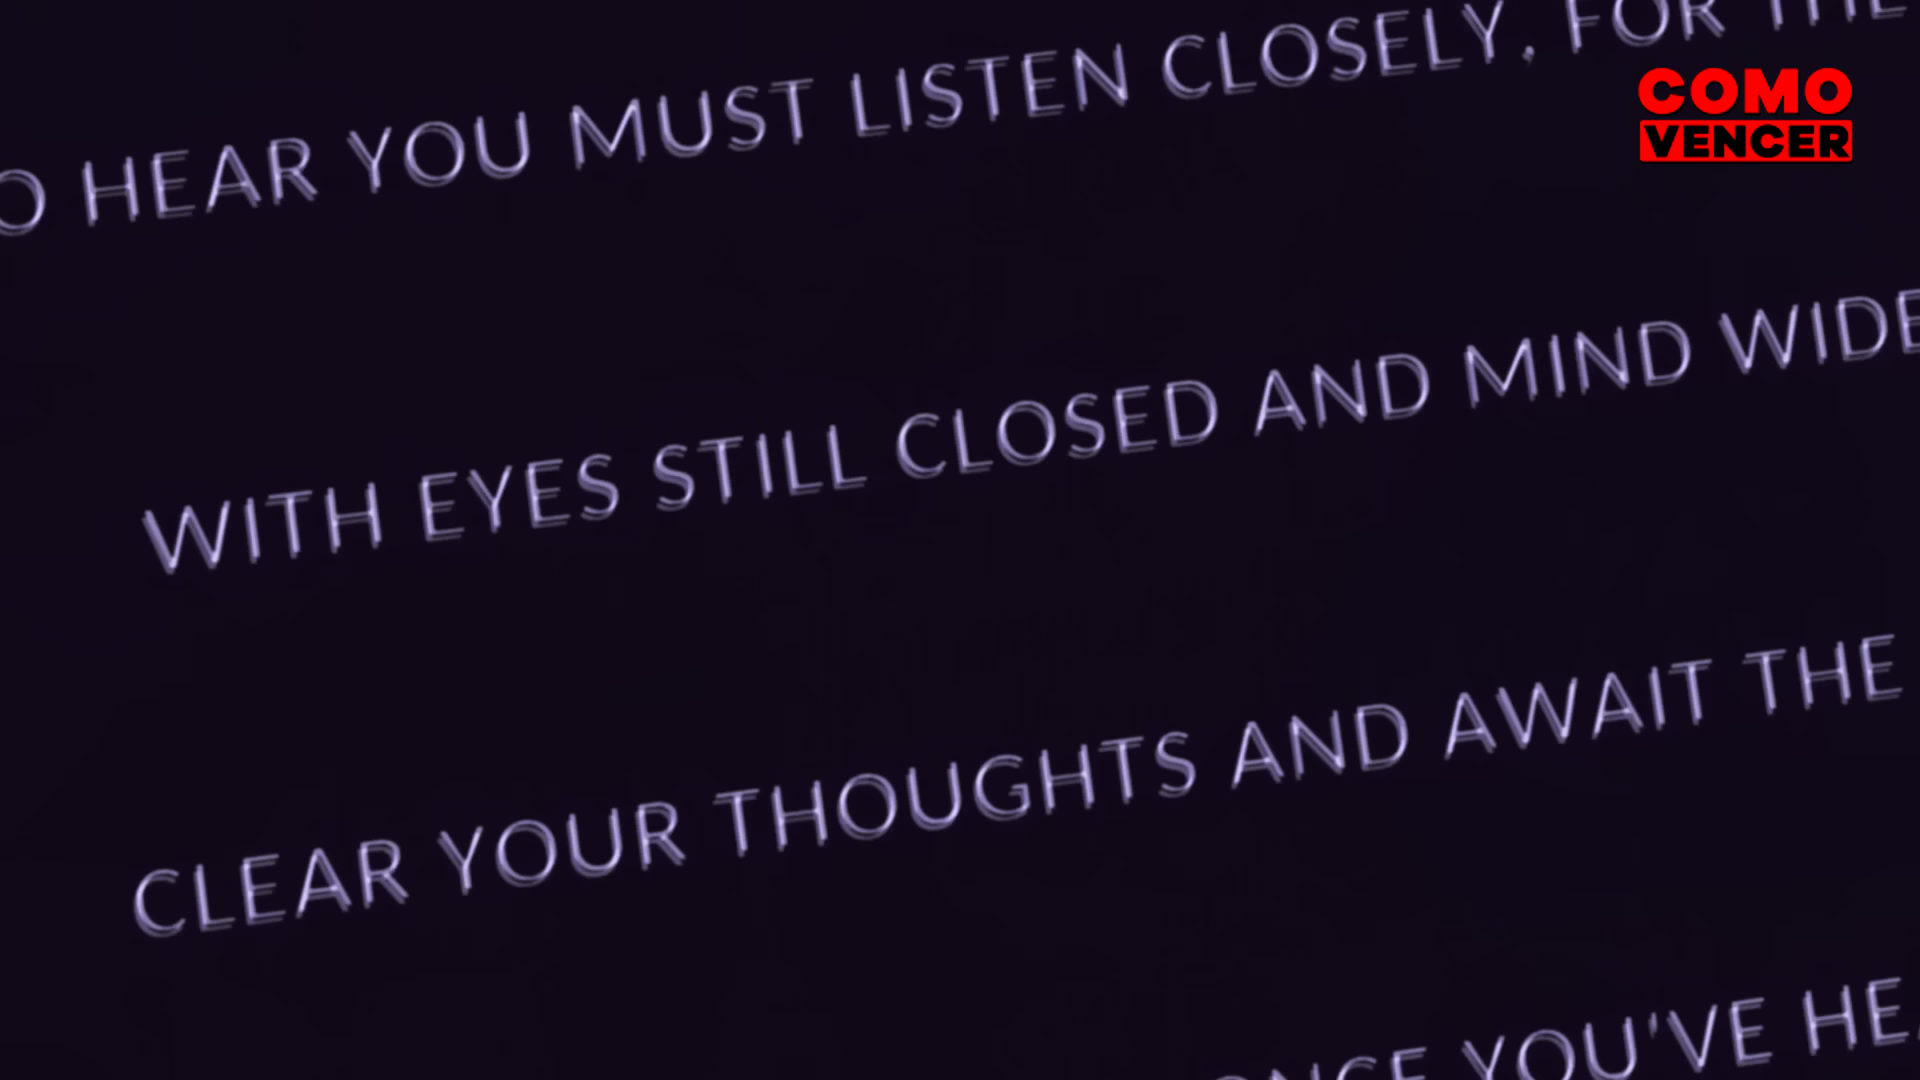 HEAR YOU MUST LISTEN CLOSELY, FOR THE
COMO
VENCER
WITH EYES STILL CLOSED AND MIND WIDE
CLEAR YOUR THOUGHTS AND AWAIT THE
YOU'VE